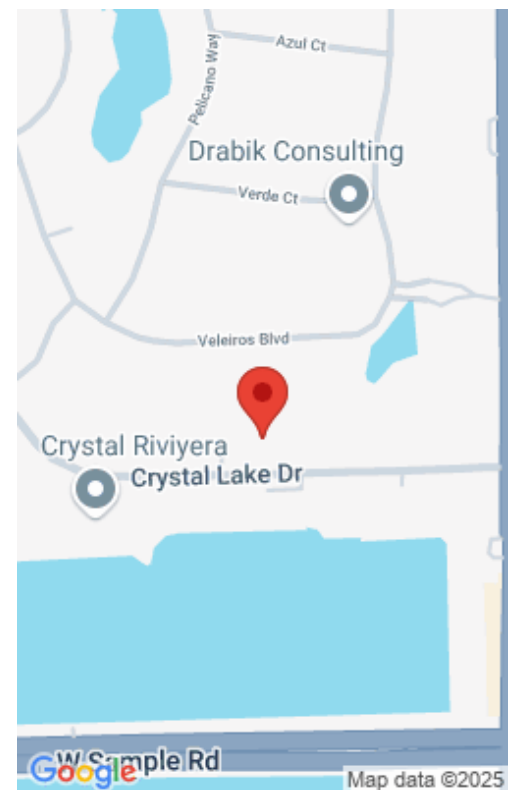 Azul Ct
Pelicano Way
Drabik Consulting
Verde Ct
Veleiros Blvd
Crystal Riviyera
Crystal Lake Dr
W Sample Rd
Google
Map data ©2025